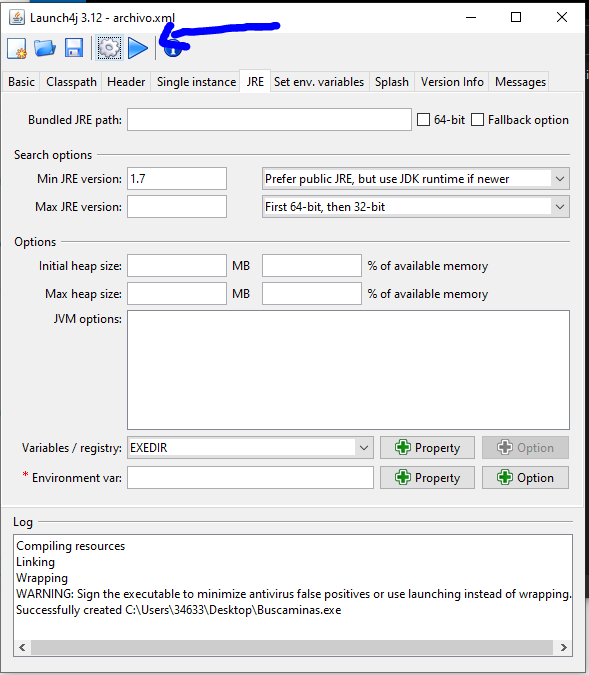 Launch4j 3.12 - archivo.xml
Basic Classpath Header Single instance JRE Set env. variables Splash Version Info Messages
Bundled JRE path: 64-bit Fallback option
Search options
Min JRE version: 1.7 Prefer public JRE, but use JDK runtime if newer
Max JRE version: First 64-bit, then 32-bit
Options
Initial heap size: MB % of available memory
Max heap size: MB % of available memory
JVM options:
Variables / registry: EXEDIR Property Option
* Environment var: Property Option
Log
Compiling resources
Linking
Wrapping
WARNING: Sign the executable to minimize antivirus false positives or use launching instead of wrapping.
Successfully created C:\Users\34633\Desktop\Buscaminas.exe